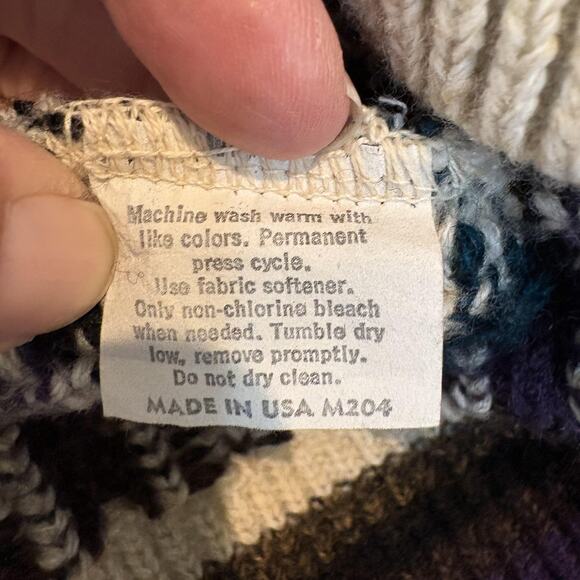 Machine wash warm with
like colors. Permanent
press cycle.
Use fabric softener.
Only non-chlorine bleach
when needed. Tumble dry
low, remove promptly.
Do not dry clean.
MADE IN USA M204